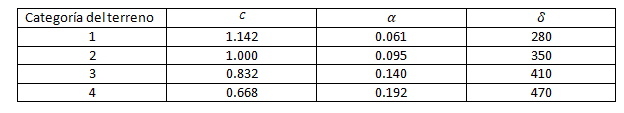 Categoría del terreno c α δ
1 1.142 0.061 280
2 1.000 0.095 350
3 0.832 0.140 410
4 0.668 0.192 470